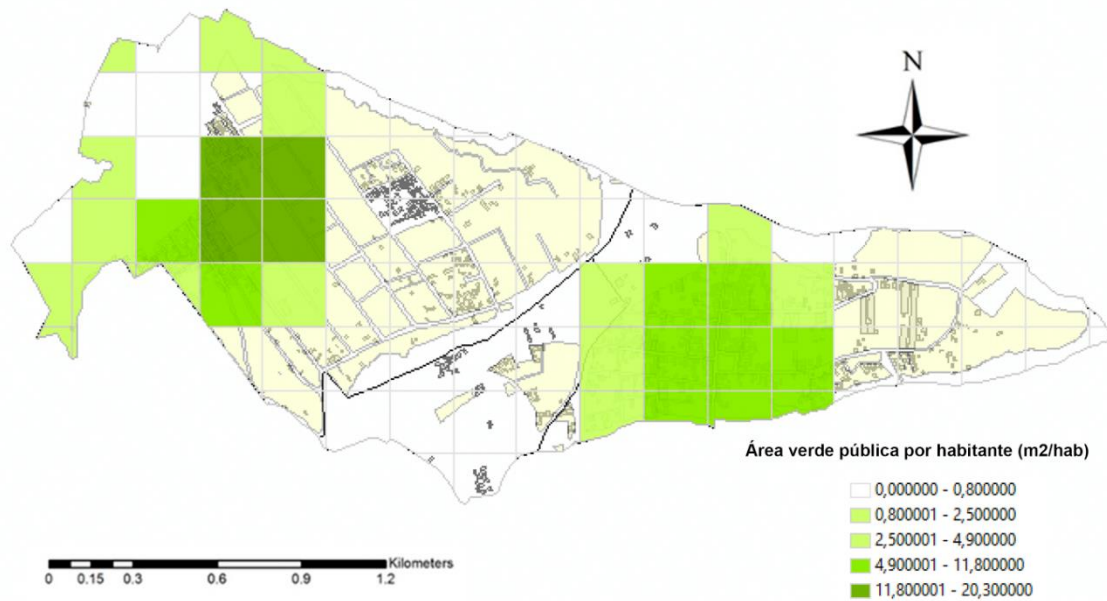 N
Área verde pública por habitante (m2/hab)
0,000000 - 0,800000
0,800001 - 2,500000
2,500001 - 4,900000
4,900001 - 11,800000
11,800001 - 20,300000
Kilometers
0 0.15 0.3 0.6 0.9 1.2